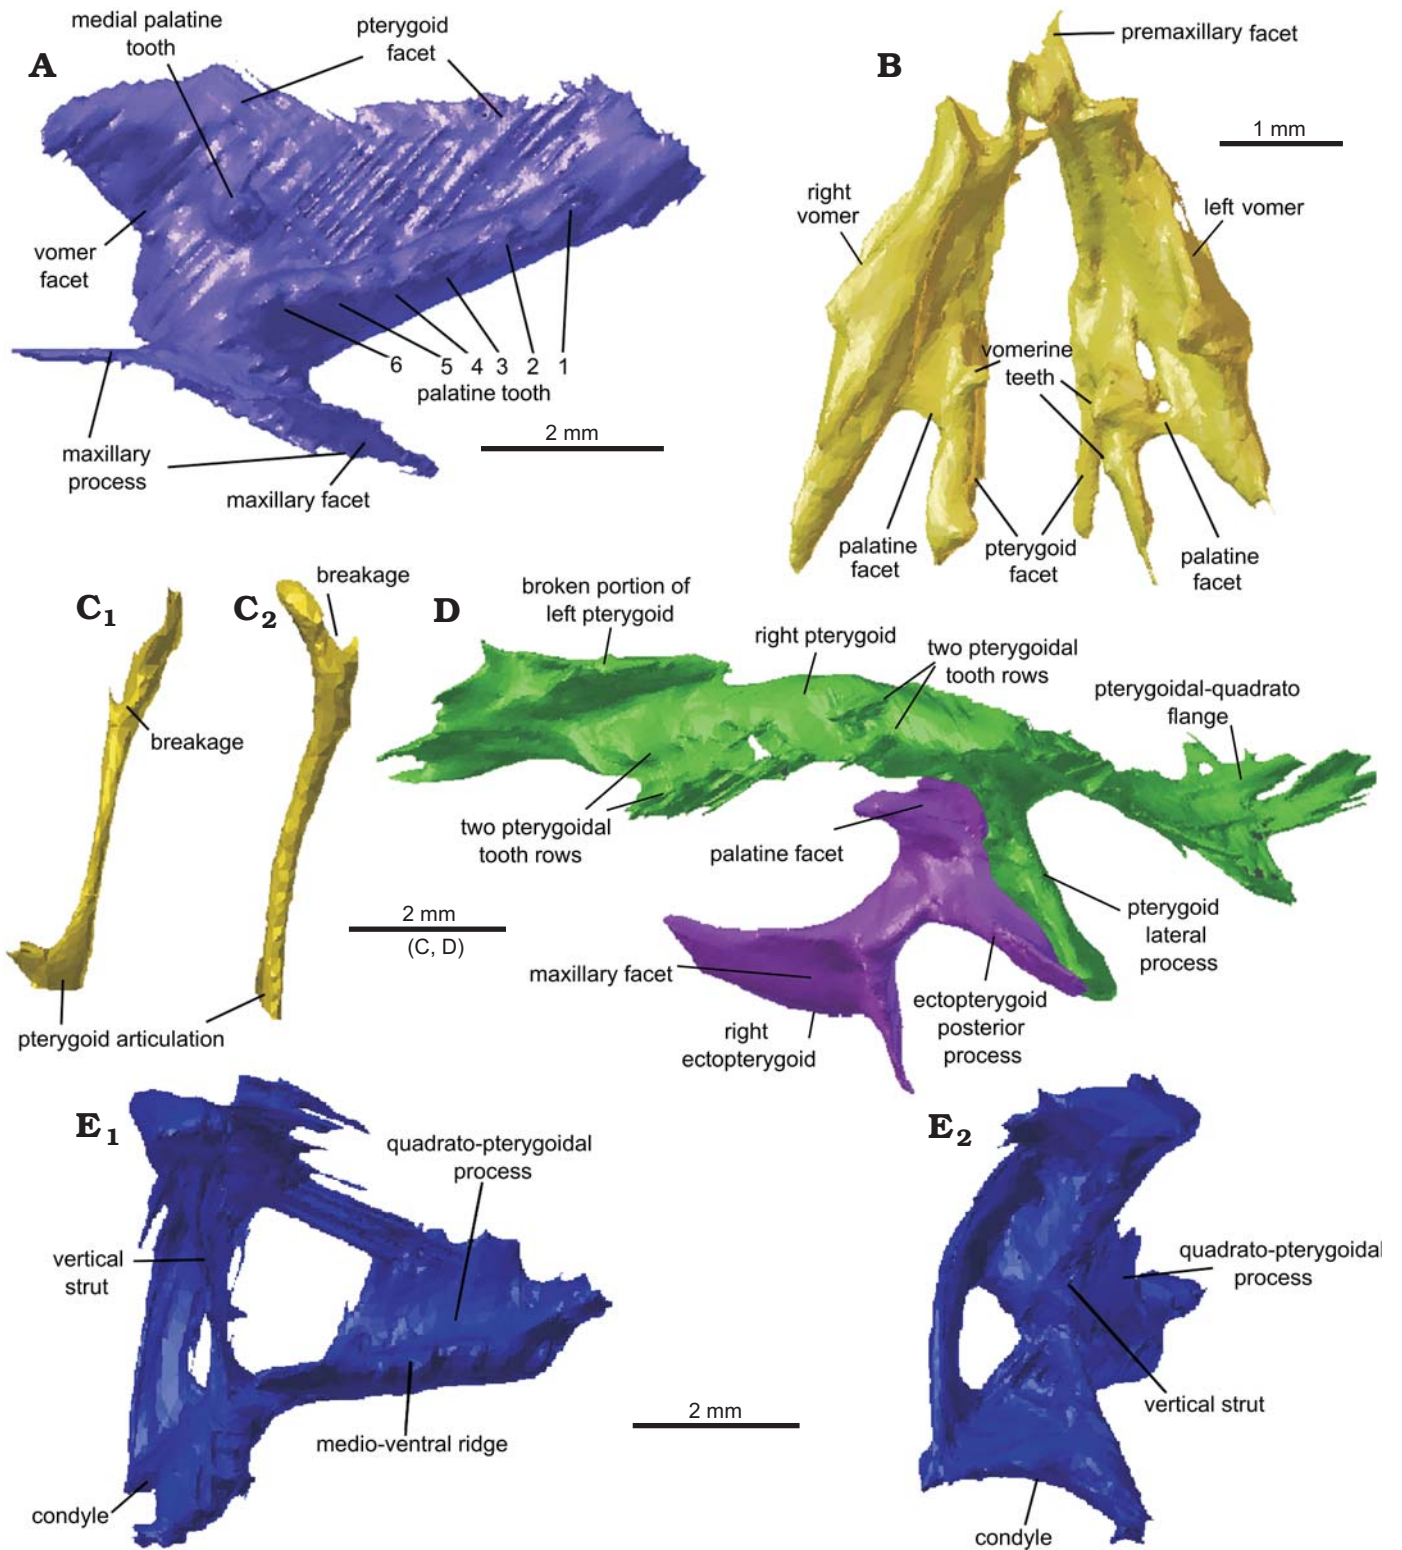 A
medial palatine
tooth
pterygoid
facet
vomer
facet
6 5 4 3 2 1
palatine tooth
maxillary
process
maxillary facet
2 mm
B
premaxillary facet
1 mm
right
vomer
left vomer
vomerine
teeth
palatine
facet
pterygoid
facet
palatine
facet
C1
breakage
C2
breakage
pterygoid articulation
2 mm
(C, D)
D
broken portion of
left pterygoid
right pterygoid
two pterygoidal
tooth rows
pterygoidal-quadrato
flange
two pterygoidal
tooth rows
palatine facet
pterygoid
lateral
process
maxillary facet
right
ectopterygoid
ectopterygoid
posterior
process
E1
quadrato-pterygoidal
process
vertical
strut
medio-ventral ridge
condyle
2 mm
E2
quadrato-pterygoidal
process
vertical strut
condyle